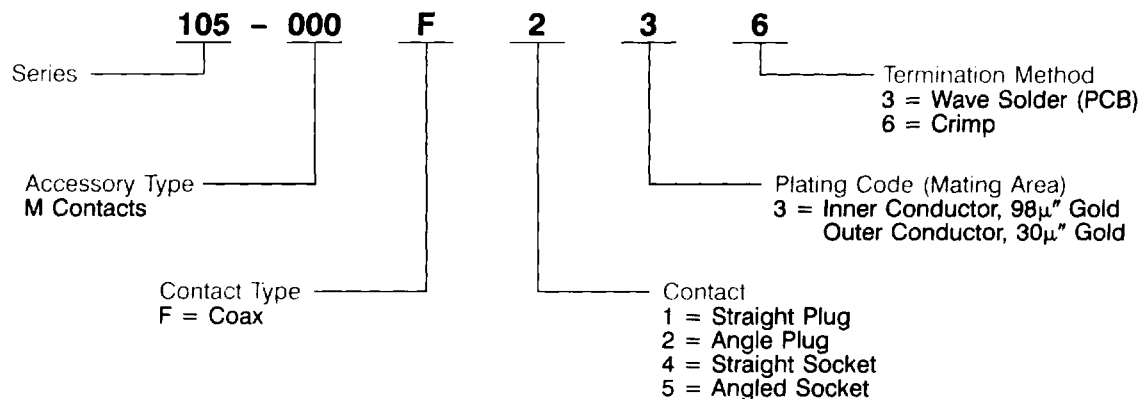 105 - 000 F 2 3 6
Series
Termination Method
3 = Wave Solder (PCB)
6 = Crimp
Accessory Type
M Contacts
Plating Code (Mating Area)
3 = Inner Conductor, 98μ" Gold
Outer Conductor, 30μ" Gold
Contact Type
F = Coax
Contact
1 = Straight Plug
2 = Angle Plug
4 = Straight Socket
5 = Angled Socket